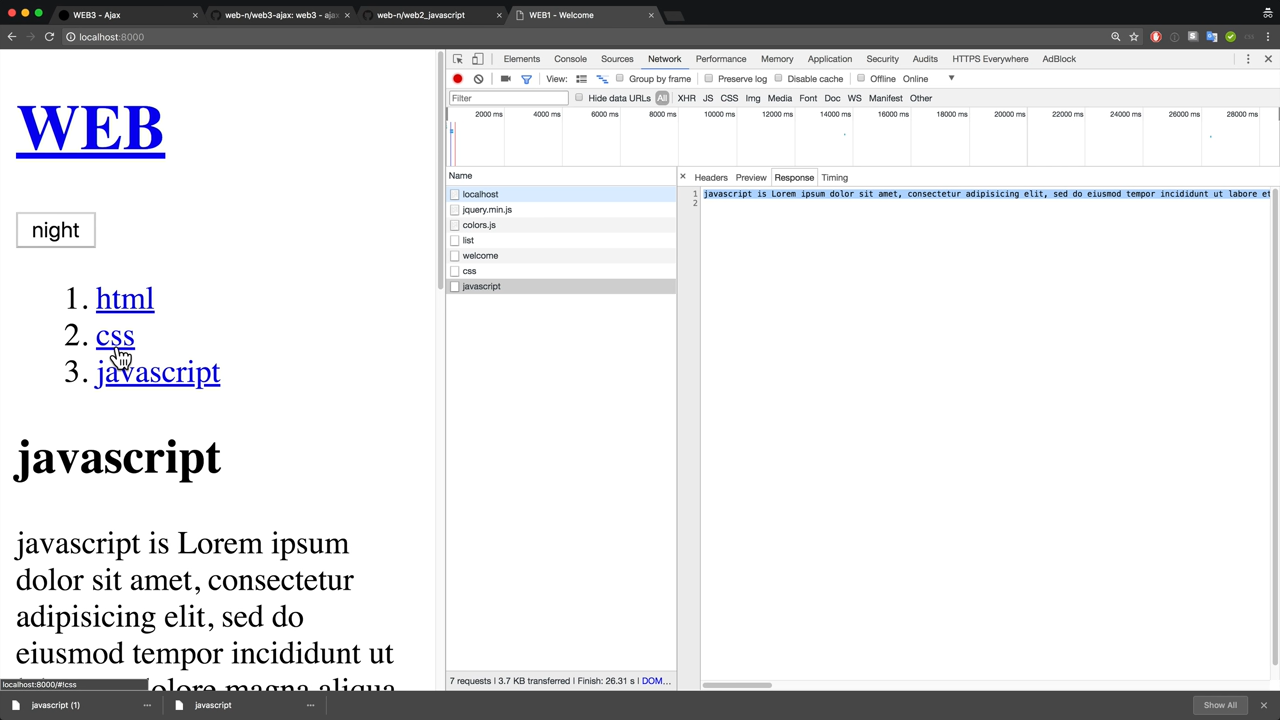 WEB3 - Ajax
web-n/web3-ajax: web3 - ajax
web-n/web2_javascript
WEB1 - Welcome
localhost:8000
WEB
night
1. html
2. css
3. javascript
javascript
javascript is Lorem ipsum
dolor sit amet, consectetur
adipisicing elit, sed do
eiusmod tempor incididunt ut
olore magna aliqua
localhost:8000/#!css
Elements Console Sources Network Performance Memory Application Security Audits HTTPS Everywhere AdBlock
View: Group by frame Preserve log Disable cache Offline Online
Filter Hide data URLs All XHR JS CSS Img Media Font Doc WS Manifest Other
2000 ms 4000 ms 6000 ms 8000 ms 10000 ms 12000 ms 14000 ms 16000 ms 18000 ms 20000 ms 22000 ms 24000 ms 26000 ms 28000 ms
Name
localhost
jquery.min.js
colors.js
list
welcome
css
javascript
7 requests | 3.7 KB transferred | Finish: 26.31 s | DOM...
Headers Preview Response Timing
1 javascript is Lorem ipsum dolor sit amet, consectetur adipisicing elit, sed do eiusmod tempor incididunt ut labore et
2
javascript (1)
javascript
Show All